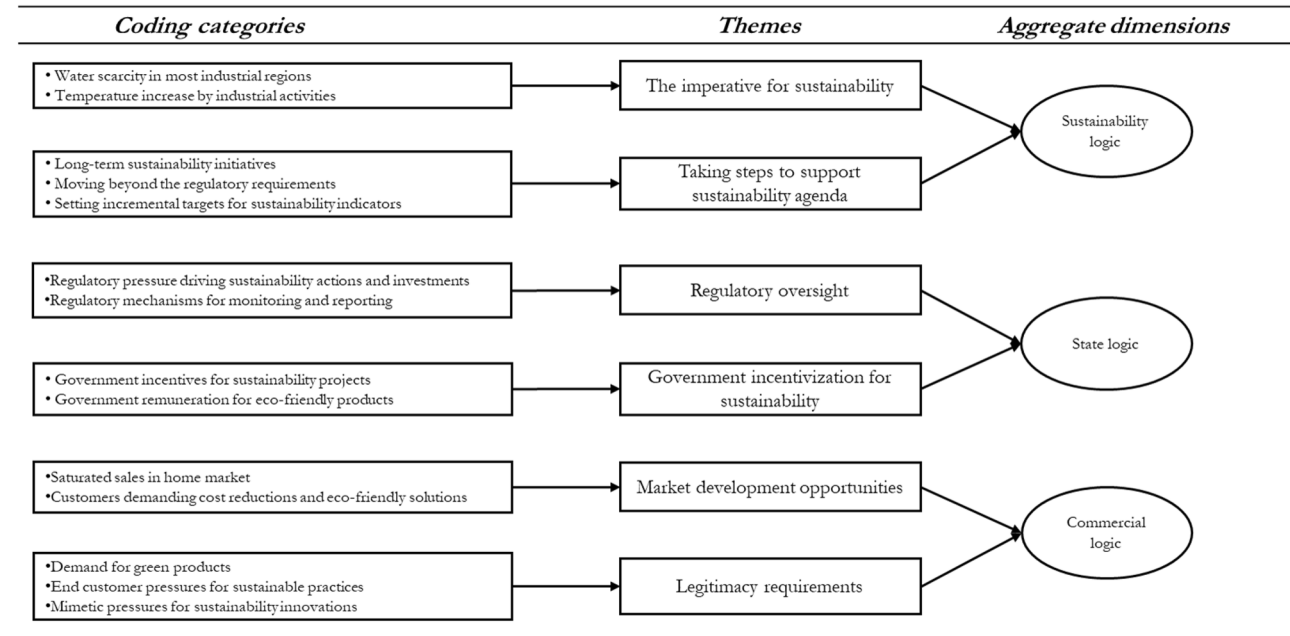 Coding categories
Themes
Aggregate dimensions
• Water scarcity in most industrial regions
• Temperature increase by industrial activities
The imperative for sustainability
Sustainability
logic
• Long-term sustainability initiatives
• Moving beyond the regulatory requirements
• Setting incremental targets for sustainability indicators
Taking steps to support
sustainability agenda
•Regulatory pressure driving sustainability actions and investments
•Regulatory mechanisms for monitoring and reporting
Regulatory oversight
State logic
• Government incentives for sustainability projects
• Government remuneration for eco-friendly products
Government incentivization for
sustainability
•Saturated sales in home market
•Customers demanding cost reductions and eco-friendly solutions
Market development opportunities
Commercial
logic
•Demand for green products
•End customer pressures for sustainable practices
•Mimetic pressures for sustainability innovations
Legitimacy requirements